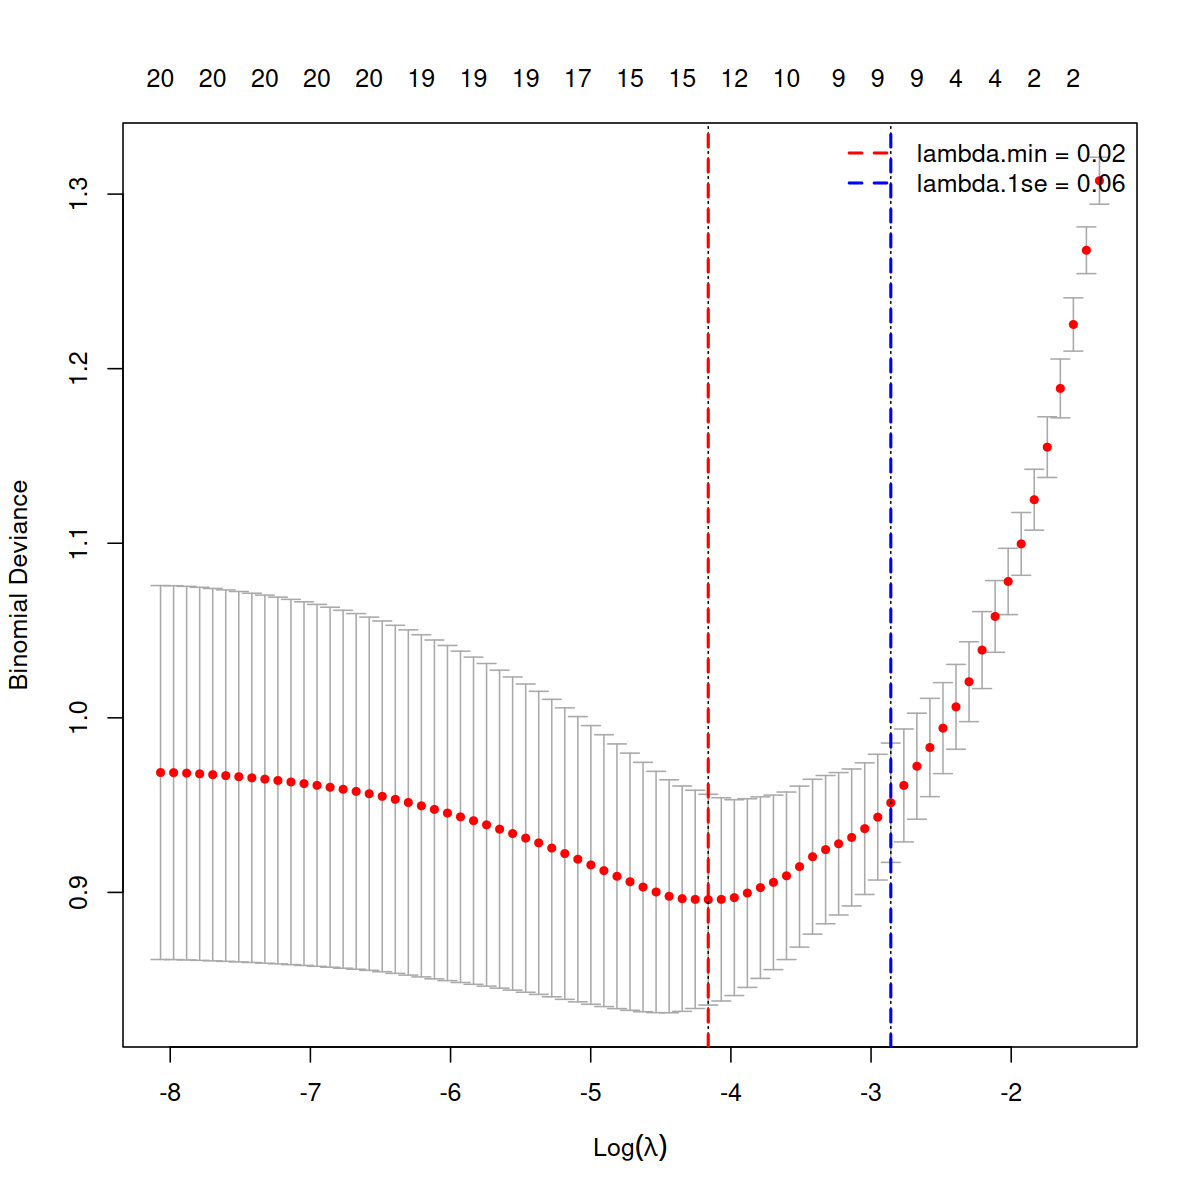 20 20 20 20 20 19 19 19 17 15 15 12 10 9 9 9 4 4 2 2
lambda.min = 0.02
lambda.1se = 0.06
1.3
1.2
1.1
1.0
0.9
Binomial Deviance
-8 -7 -6 -5 -4 -3 -2
Log(λ)